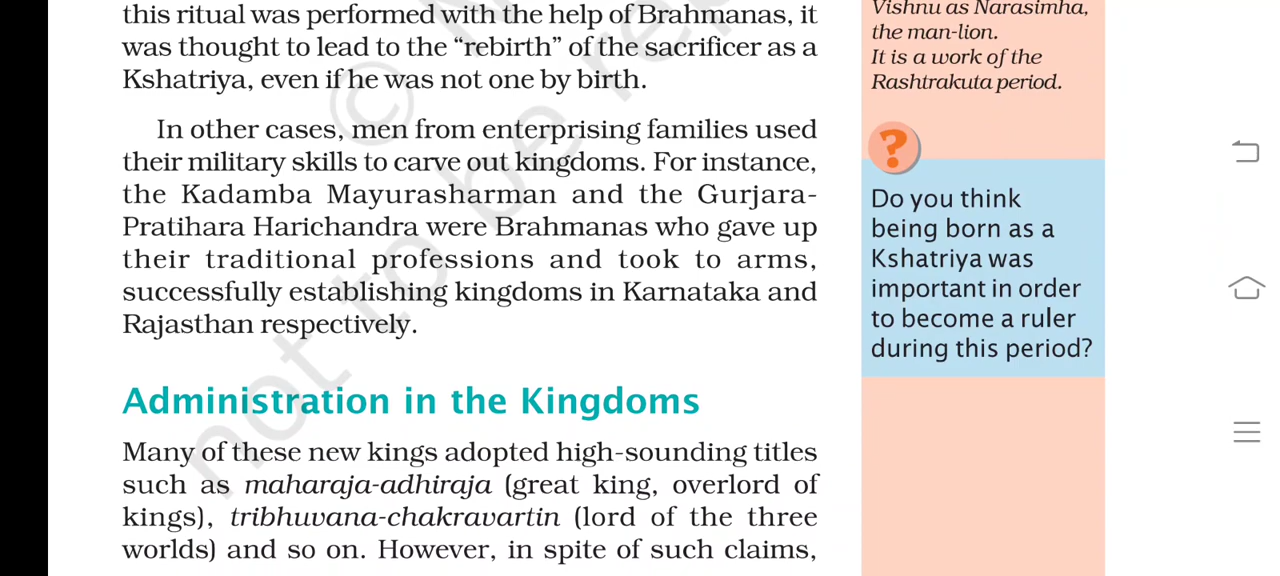 this ritual was performed with the help of Brahmanas, it
was thought to lead to the “rebirth” of the sacrificer as a
Kshatriya, even if he was not one by birth.
In other cases, men from enterprising families used
their military skills to carve out kingdoms. For instance,
the Kadamba Mayurasharman and the Gurjara-
Pratihara Harichandra were Brahmanas who gave up
their traditional professions and took to arms,
successfully establishing kingdoms in Karnataka and
Rajasthan respectively.
Administration in the Kingdoms
Many of these new kings adopted high-sounding titles
such as maharaja-adhiraja (great king, overlord of
kings), tribhuvana-chakravartin (lord of the three
worlds) and so on. However, in spite of such claims,
Vishnu as Narasimha,
the man-lion.
It is a work of the
Rashtrakuta period.
?
Do you think
being born as a
Kshatriya was
important in order
to become a ruler
during this period?
©
not to be re